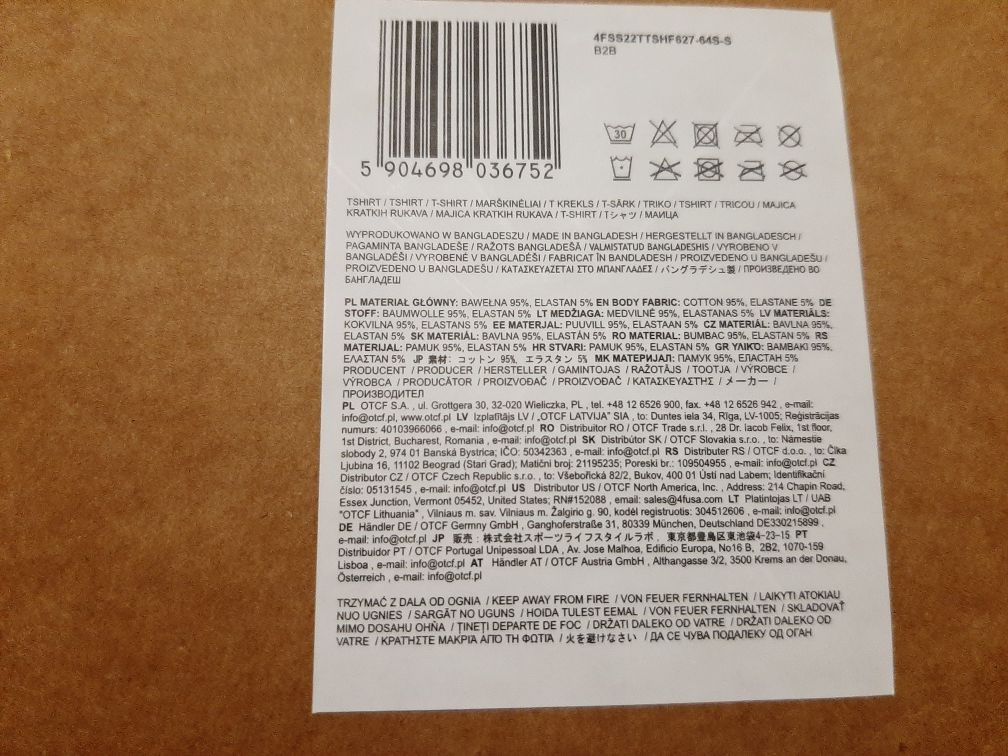 4FSS22TTSHF627-64S-S
B2B
30
5 904698 036752
TSHIRT / TSHIRT / T-SHIRT / MARŠKINĖLIAI / T KREKLS / T-SÄRK / TRIKO / TSHIRT / TRICOU / MAJICA
KRATKIH RUKAVA / MAJICA KRATKIH RUKAVA / T-SHIRT / Tシャツ / МАИЦА
WYPRODUKOWANO W BANGLADESZU / MADE IN BANGLADESH / HERGESTELLT IN BANGLADESCH /
PAGAMINTA BANGLADEŠE / RAŽOTS BANGLADEŠĀ / VALMISTATUD BANGLADESHIS / VYROBENO V
BANGLADÉŠI / VYROBENÉ V BANGLADÉŠI / FABRICAT ÎN BANDLADESH / PROIZVEDENO U BANGLADEŠU /
PROIZVEDENO U BANGLADEŠU / ΚΑΤΑΣΚΕΥΑΖΕΤΑΙ ΣΤΟ ΜΠΑΝΓΛΑΔΕΣ / バングラデシュ製 / ПРОИЗВЕДЕНО ВО
БАНГЛАДЕШ
PL MATERIAŁ GŁÓWNY: BAWEŁNA 95%, ELASTAN 5% EN BODY FABRIC: COTTON 95%, ELASTANE 5% DE
STOFF: BAUMWOLLE 95%, ELASTAN 5% LT MEDŽIAGA: MEDVILNĖ 95%, ELASTANAS 5% LV MATERIĀLS:
KOKVILNA 95%, ELASTANS 5% EE MATERJAL: PUUVILL 95%, ELASTAAN 5% CZ MATERIÁL: BAVLNA 95%,
ELASTAN 5% SK MATERIÁL: BAVLNA 95%, ELASTÁN 5% RO MATERIAL: BUMBAC 95%, ELASTAN 5% RS
MATERIJAL: PAMUK 95%, ELASTAN 5% HR STVARI: PAMUK 95%, ELASTAN 5% GR ΥΛΙΚΌ: ΒΑΜΒΑΚΙ 95%,
ΕΛΑΣΤΑΝ 5% JP 素材: コットン 95%, エラスタン 5% MK МАТЕРИЈАЛ: ПАМУК 95%, ЕЛАСТАН 5%
PRODUCENT / PRODUCER / HERSTELLER / GAMINTOJAS / RAŽOTĀJS / TOOTJA / VÝROBCE /
VÝROBCA / PRODUCĂTOR / PROIZVOĐAČ / PROIZVOĐAČ / ΚΑΤΑΣΚΕΥΑΣΤΉΣ / メーカー /
ПРОИЗВОДИТЕЛ
PL OTCF S.A. , ul. Grottgera 30, 32-020 Wieliczka, PL , tel. +48 12 6526 900, fax. +48 12 6526 942 , e-mail:
info@otcf.pl, www.otcf.pl LV Izplatītājs LV / „OTCF LATVIJA" SIA , to: Duntes iela 34, Rīga, LV-1005; Reģistrācijas
numurs: 40103966066 , e-mail: info@otcf.pl RO Distribuitor RO / OTCF Trade s.r.l. , 28 Dr. Iacob Felix, 1st floor,
1st District, Bucharest, Romania , e-mail: info@otcf.pl SK Distribútor SK / OTCF Slovakia s.r.o. , to: Námestie
slobody 2, 974 01 Banská Bystrica; IČO: 50342363 , e-mail: info@otcf.pl RS Distributer RS / OTCF d.o.o. , to: Čika
Ljubina 16, 11102 Beograd (Stari Grad); Matični broj: 21195235; Poreski br.: 109504955 , e-mail: info@otcf.pl CZ
Distributor CZ / OTCF Czech Republic s.r.o. , to: Všebořická 82/2, Bukov, 400 01 Ústí nad Labem; Identifikační
číslo: 05131545 , e-mail: info@otcf.pl US Distributor US / OTCF North America, Inc. , Address: 214 Chapin Road,
Essex Junction, Vermont 05452, United States; RN#152088 , email: sales@4fusa.com LT Platintojas LT / UAB
"OTCF Lithuania" , Vilniaus m. sav. Vilniaus m. Žalgirio g. 90, kodėl registruotis: 304512606 , e-mail: info@otcf.pl
DE Händler DE / OTCF Germny GmbH , Ganghoferstraße 31, 80339 München, Deutschland DE330215899 ,
e-mail: info@otcf.pl JP 販売：株式会社スポーツライフスタイルラボ , 東京都豊島区東池袋4-23-15 PT
Distribuidor PT / OTCF Portugal Unipessoal LDA , Av. Jose Malhoa, Edificio Europa, No16 B, 2B2, 1070-159
Lisboa , e-mail: info@otcf.pl AT Händler AT / OTCF Austria GmbH , Althangasse 3/2, 3500 Krems an der Donau,
Österreich , e-mail: info@otcf.pl
TRZYMAĆ Z DALA OD OGNIA / KEEP AWAY FROM FIRE / VON FEUER FERNHALTEN / LAIKYTI ATOKIAU
NUO UGNIES / SARGĀT NO UGUNS / HOIDA TULEST EEMAL / VON FEUER FERNHALTEN / SKLADOVAŤ
MIMO DOSAHU OHŇA / ȚINEȚI DEPARTE DE FOC / DRŽATI DALEKO OD VATRE / DRŽATI DALEKO OD
VATRE / ΚΡΑΤΉΣΤΕ ΜΑΚΡΙΆ ΑΠΌ ΤΗ ΦΩΤΙΆ / 火を避けなさい / ДА СЕ ЧУВА ПОДАЛЕКУ ОД ОГАН